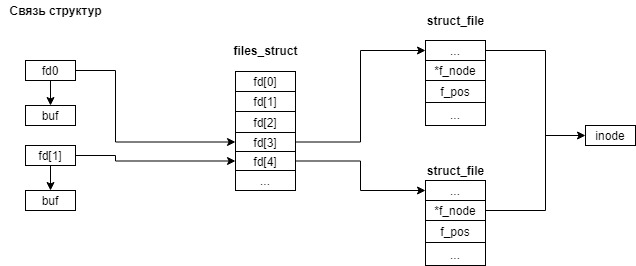 Связь структур
fd0
buf
fd[1]
buf
files_struct
fd[0]
fd[1]
fd[2]
fd[3]
fd[4]
...
struct_file
...
*f_node
f_pos
...
struct_file
...
*f_node
f_pos
...
inode